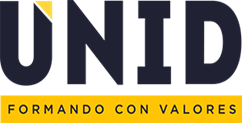 UNID
FORMANDO CON VALORES